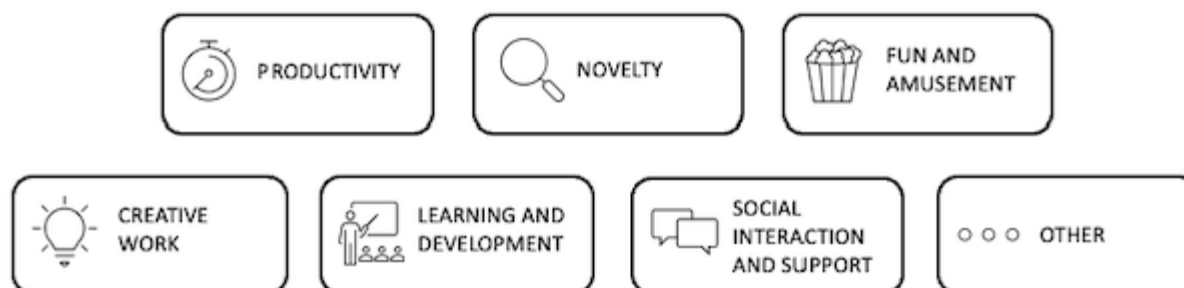 PRODUCTIVITY
NOVELTY
FUN AND
AMUSEMENT
CREATIVE
WORK
LEARNING AND
DEVELOPMENT
SOCIAL
INTERACTION
AND SUPPORT
OTHER